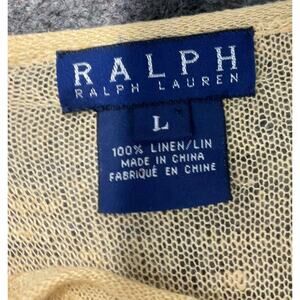 RALPH
RALPH LAUREN
L
100% LINEN/LIN
MADE IN CHINA
FABRIQUÉ EN CHINE